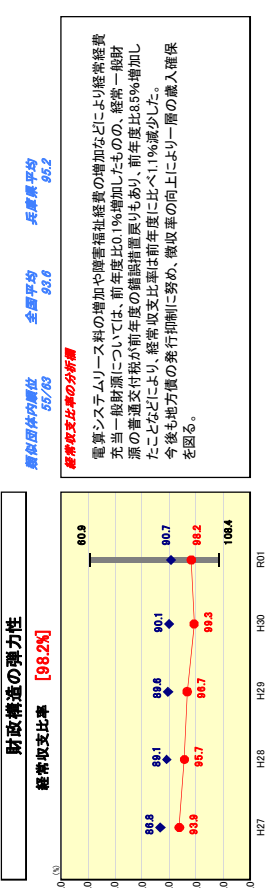 財政構造の弾力性
経常収支比率 [98.2%]
(%)
60.9
86.8
89.1
89.6
90.1
90.7
93.9
95.7
96.7
99.3
98.2
108.4
H27 H28 H29 H30 R01
類似団体内順位 全国平均 兵庫県平均
55/63 93.6 95.2
経常収支比率の分析欄
電算システムリース料の増加や障害福祉経費の増加などにより経常経費
充当一般財源については、前年度比0.1%増加したものの、経常一般財
源の普通交付税が前年度の錯誤措置戻りもあり、前年度比8.5%増加し
たことなどにより、経常収支比率は前年度に比べ1.1%減少した。
今後も地方債の発行抑制に努め、徴収率の向上により一層の歳入確保
を図る。